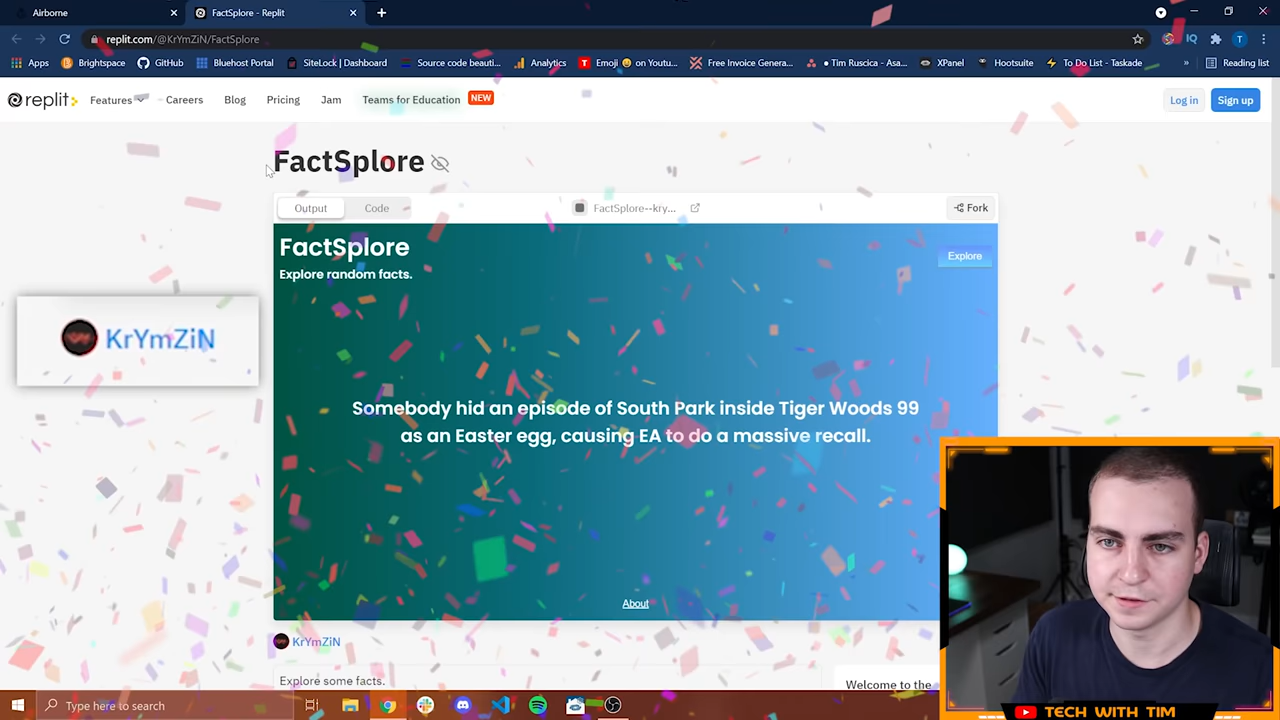 Airborne
FactSplore - Replit
replit.com/@KrYmZiN/FactSplore
Apps
Brightspace
GitHub
Bluehost Portal
SiteLock | Dashboard
Source code beauti...
Analytics
Emoji 😀 on Youtu...
Free Invoice Genera...
• Tim Ruscica - Asa...
XPanel
Hootsuite
To Do List - Taskade
»
Reading list
replit
Features
Careers
Blog
Pricing
Jam
Teams for Education
NEW
Log in
Sign up
FactSplore
Output
Code
FactSplore--kry...
Fork
FactSplore
Explore random facts.
Explore
KrYmZiN
Somebody hid an episode of South Park inside Tiger Woods 99
as an Easter egg, causing EA to do a massive recall.
About
KrYmZiN
Explore some facts.
Welcome to the
Type here to search
TECH WITH TIM